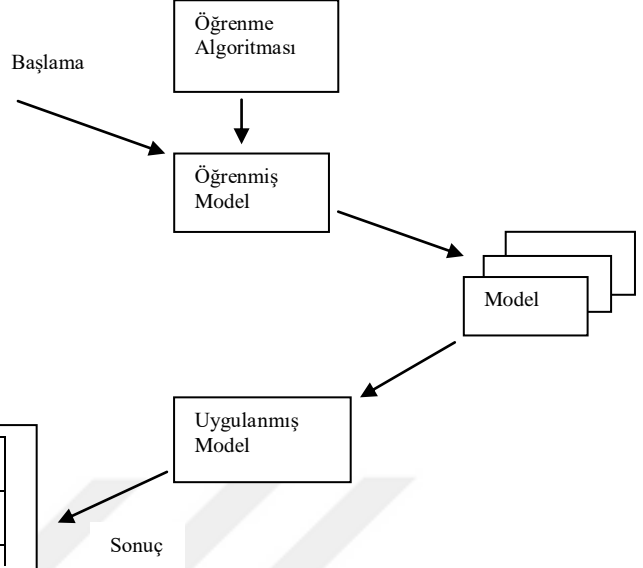 Öğrenme
Algoritması
Başlama
Öğrenmiş
Model
Model
Uygulanmış
Model
Sonuç